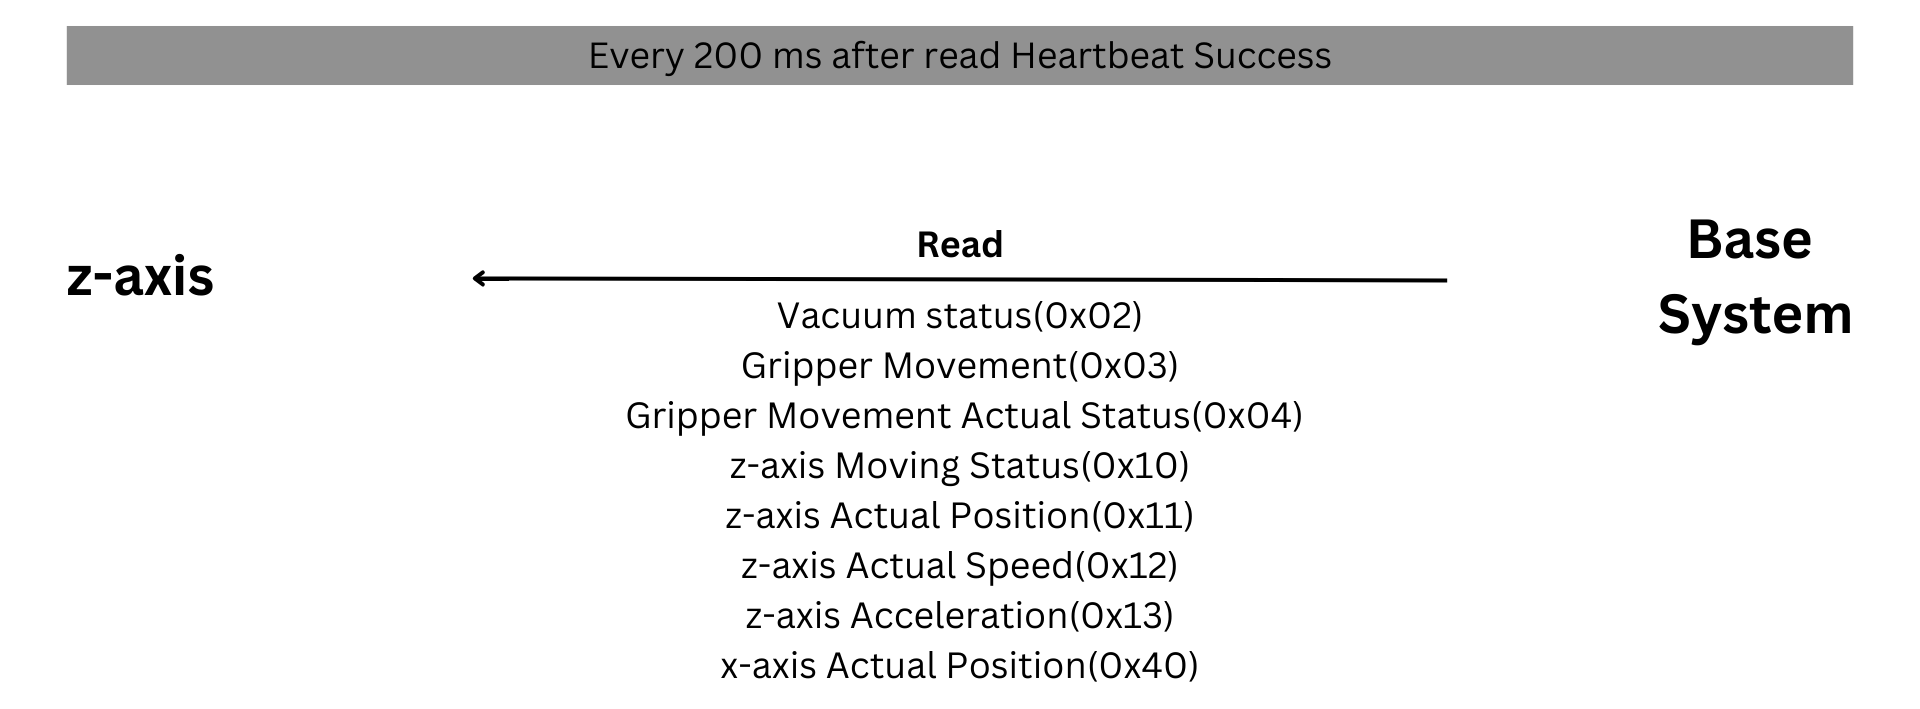 Every 200 ms after read Heartbeat Success
z-axis
Read
Base
System
Vacuum status(0x02)
Gripper Movement(0x03)
Gripper Movement Actual Status(0x04)
z-axis Moving Status(0x10)
z-axis Actual Position(0x11)
z-axis Actual Speed(0x12)
z-axis Acceleration(0x13)
x-axis Actual Position(0x40)